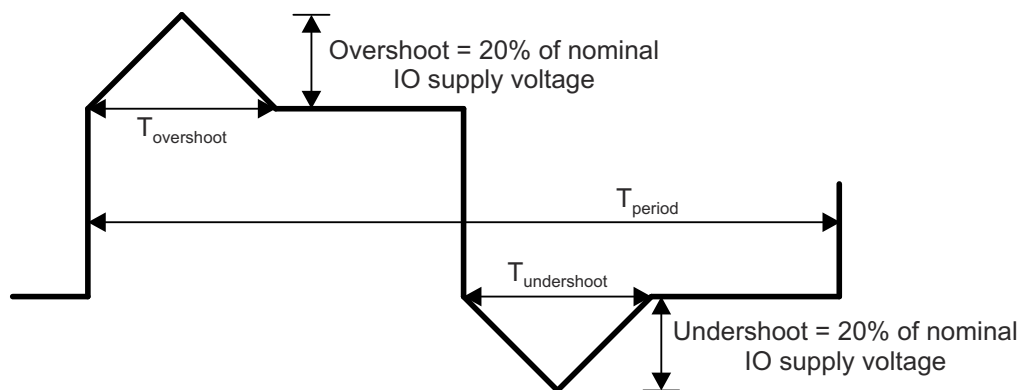 Overshoot = 20% of nominal
IO supply voltage
Tovershoot
Tperiod
Tundershoot
Undershoot = 20% of nominal
IO supply voltage